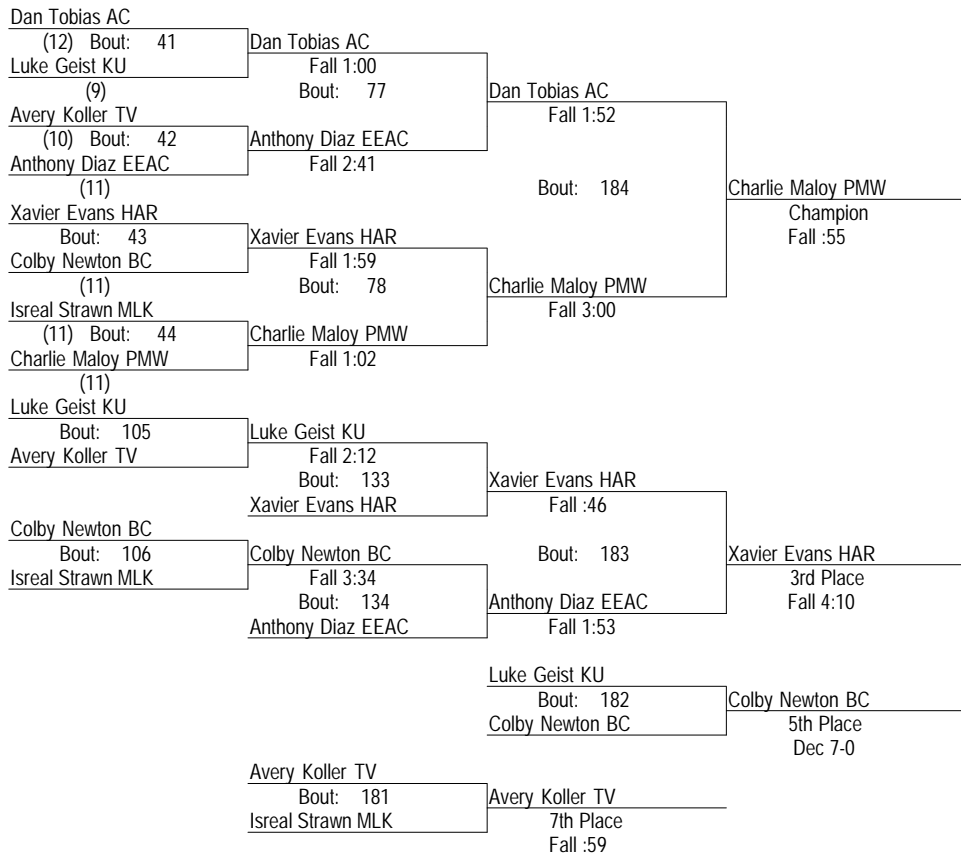 Dan Tobias AC
(12) Bout: 41 Dan Tobias AC
Luke Geist KU Fall 1:00
(9) Bout: 77 Dan Tobias AC
Avery Koller TV Fall 1:52
(10) Bout: 42 Anthony Diaz EEAC
Anthony Diaz EEAC Fall 2:41
(11) Bout: 184 Charlie Maloy PMW
Xavier Evans HAR Champion
Bout: 43 Xavier Evans HAR Fall :55
Colby Newton BC Fall 1:59
(11) Bout: 78 Charlie Maloy PMW
Isreal Strawn MLK Fall 3:00
(11) Bout: 44 Charlie Maloy PMW
Charlie Maloy PMW Fall 1:02
(11)
Luke Geist KU
Bout: 105 Luke Geist KU
Avery Koller TV Fall 2:12
Bout: 133 Xavier Evans HAR
Xavier Evans HAR Fall :46
Colby Newton BC
Bout: 106 Colby Newton BC Bout: 183 Xavier Evans HAR
Isreal Strawn MLK Fall 3:34 3rd Place
Bout: 134 Anthony Diaz EEAC Fall 4:10
Anthony Diaz EEAC Fall 1:53
Luke Geist KU
Bout: 182 Colby Newton BC
Colby Newton BC 5th Place
Dec 7-0
Avery Koller TV
Bout: 181 Avery Koller TV
Isreal Strawn MLK 7th Place
Fall :59